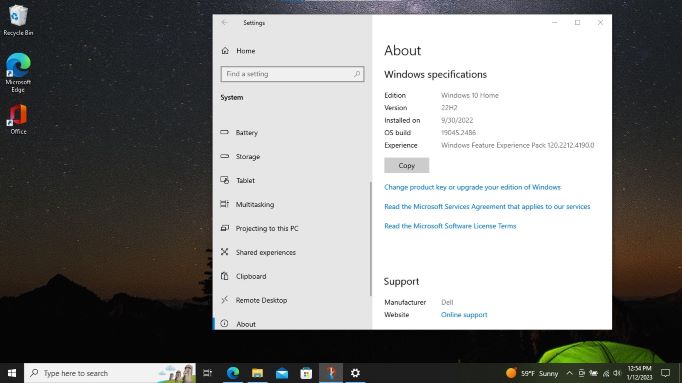 Recycle Bin
Microsoft
Edge
Office
Settings
Home
Find a setting
System
Battery
Storage
Tablet
Multitasking
Projecting to this PC
Shared experiences
Clipboard
Remote Desktop
About
About
Windows specifications
Edition Windows 10 Home
Version 22H2
Installed on 9/30/2022
OS build 19045.2486
Experience Windows Feature Experience Pack 120.2212.4190.0
Copy
Change product key or upgrade your edition of Windows
Read the Microsoft Services Agreement that applies to our services
Read the Microsoft Software License Terms
Support
Manufacturer Dell
Website Online support
Type here to search
59°F Sunny
12:54 PM
1/12/2023